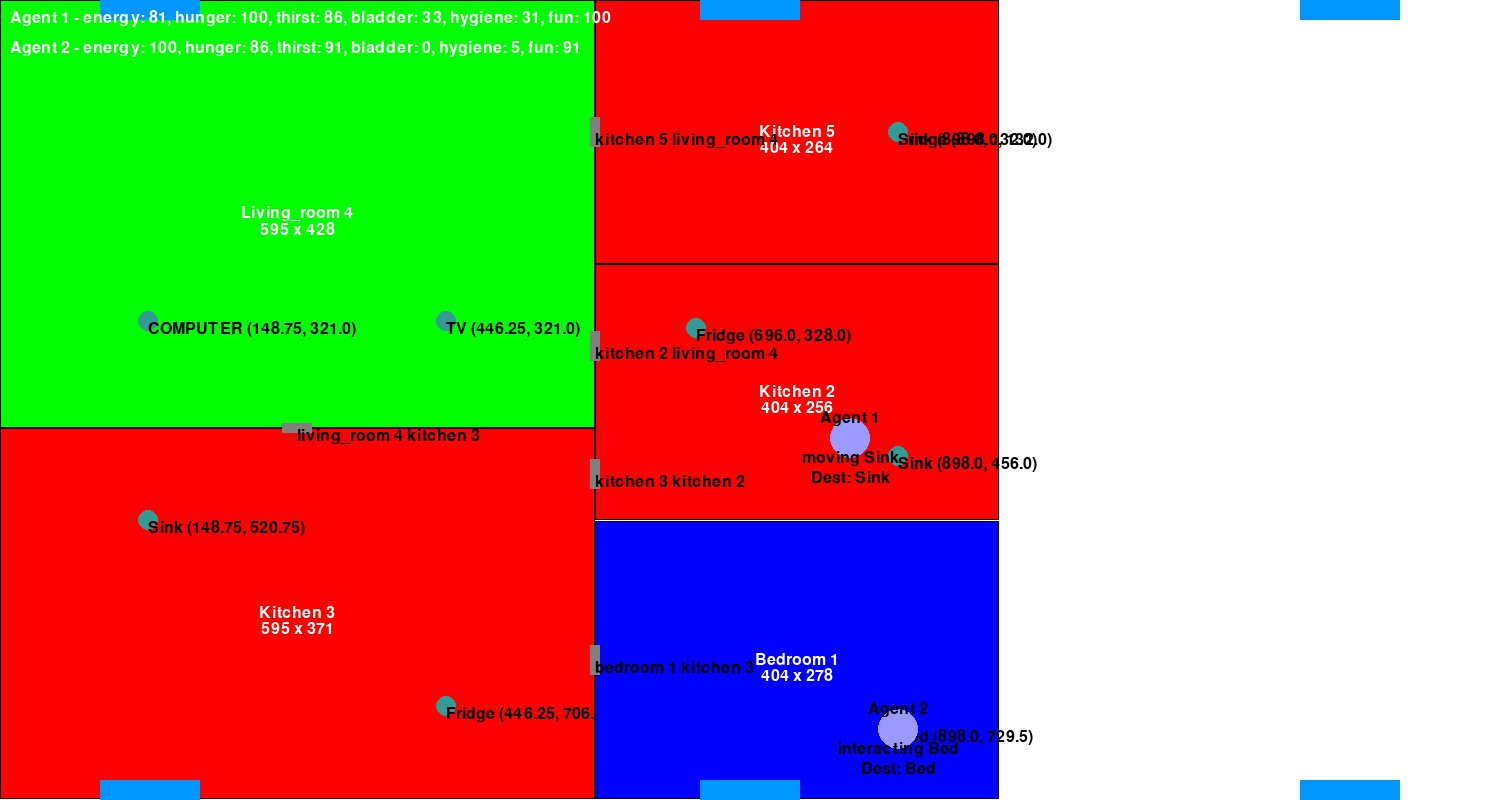 Agent 1 - energy: 81, hunger: 100, thirst: 86, bladder: 33, hygiene: 31, fun: 100
Agent 2 - energy: 100, hunger: 86, thirst: 91, bladder: 0, hygiene: 5, fun: 91
Kitchen 5
404 x 264
kitchen 5 living_room 4
Living_room 4
595 x 428
COMPUTER (148.75, 321.0)
TV (446.25, 321.0)
Fridge (696.0, 328.0)
kitchen 2 living_room 4
Kitchen 2
404 x 256
Agent 1
living_room 4 kitchen 3
moving Sink
Sink (898.0, 456.0)
Dest: Sink
kitchen 3 kitchen 2
Sink (148.75, 520.75)
Kitchen 3
595 x 371
Bedroom 1
404 x 278
bedroom 1 kitchen 3
Fridge (446.25, 706.
Agent 2
(898.0, 729.5)
interacting Bed
Dest: Bed